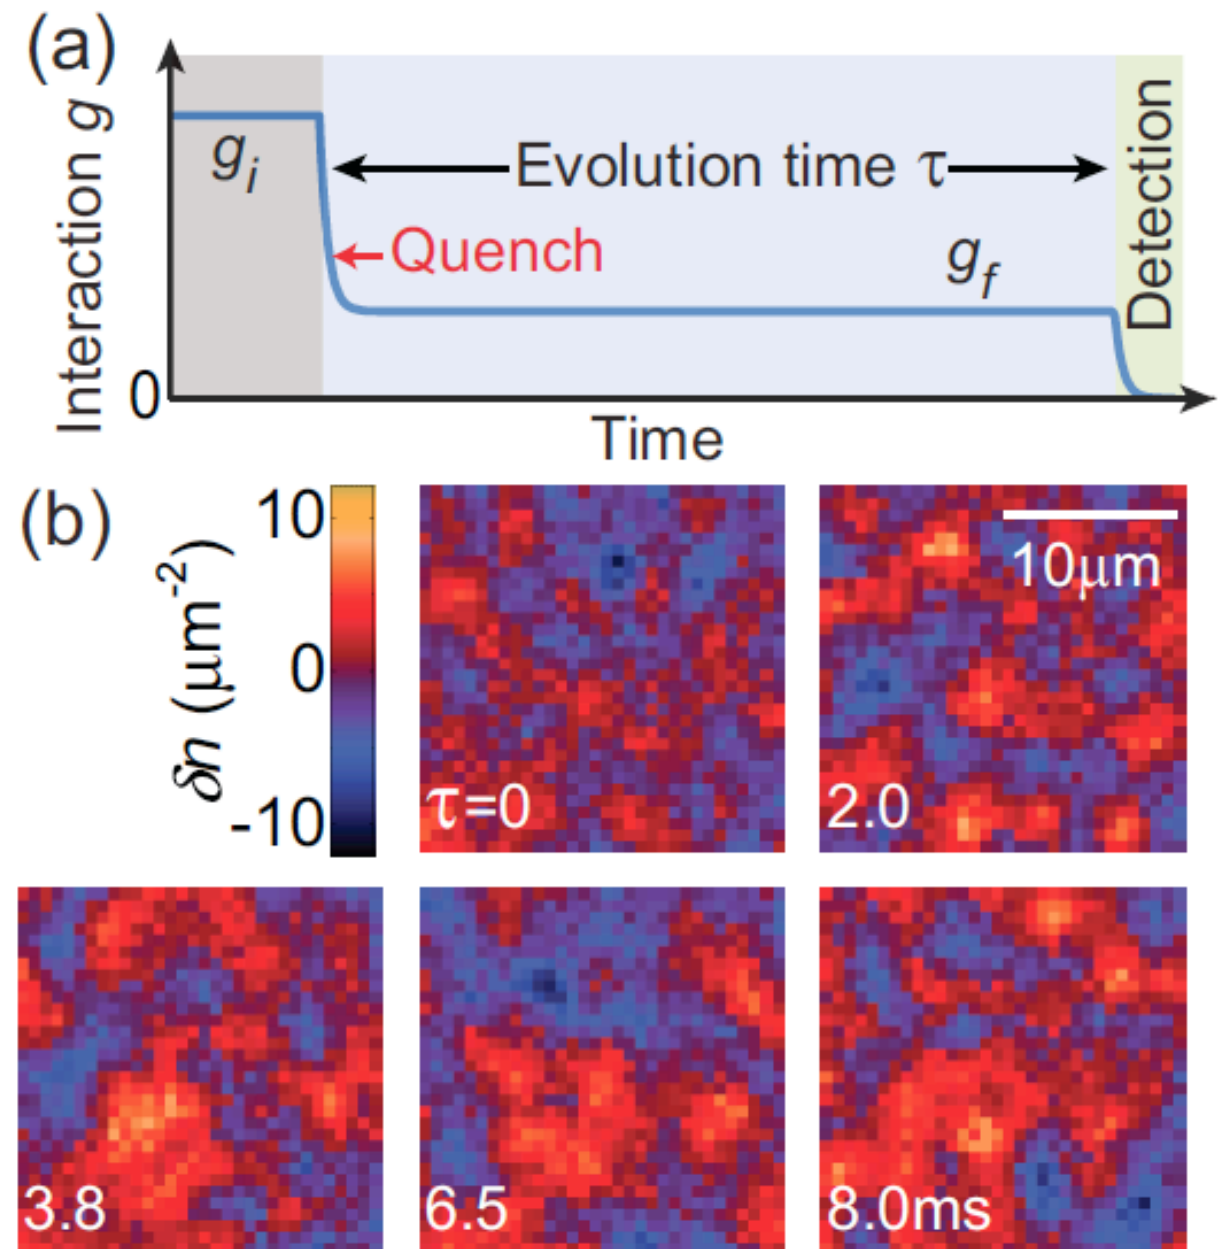 (a)
Interaction g
g_i
Evolution time τ
Quench
g_f
Detection
0
Time
(b)
δn (μm⁻²)
10
0
-10
τ=0
10μm
2.0
3.8
6.5
8.0ms